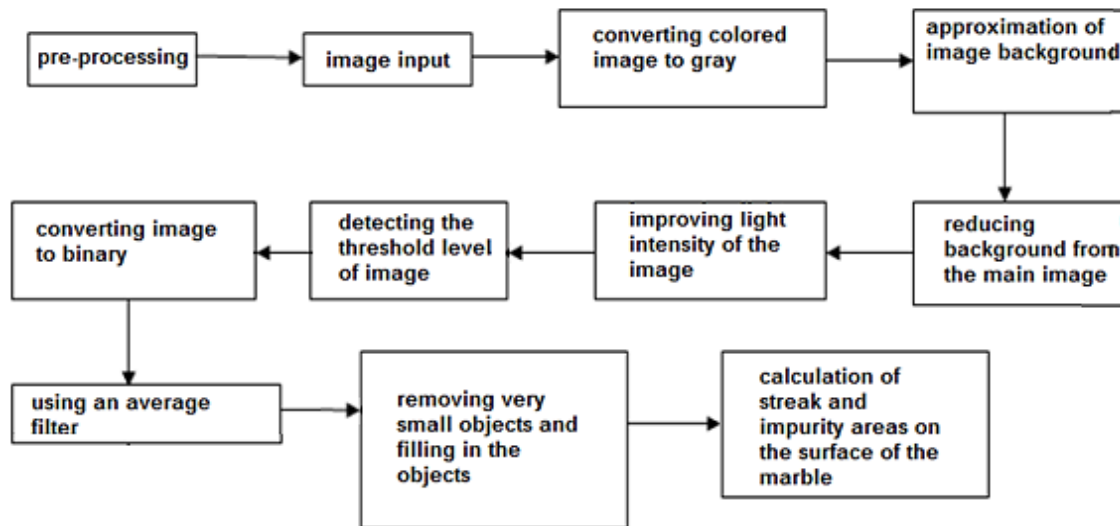 pre-processing
image input
converting colored
image to gray
approximation of
image background
reducing
background from
the main image
improving light
intensity of the
image
detecting the
threshold level
of image
converting image
to binary
using an average
filter
removing very
small objects and
filling in the
objects
calculation of
streak and
impurity areas on
the surface of the
marble